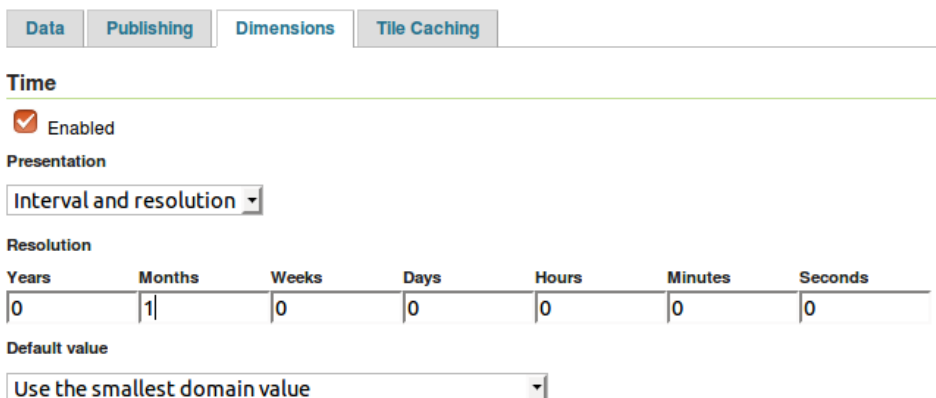 Data Publishing Dimensions Tile Caching
Time
Enabled
Presentation
Interval and resolution
Resolution
Years Months Weeks Days Hours Minutes Seconds
0 1 0 0 0 0 0
Default value
Use the smallest domain value